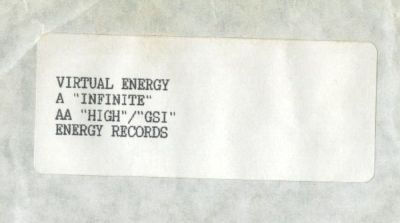 VIRTUAL ENERGY
A "INFINITE"
AA "HIGH"/"GSI"
ENERGY RECORDS